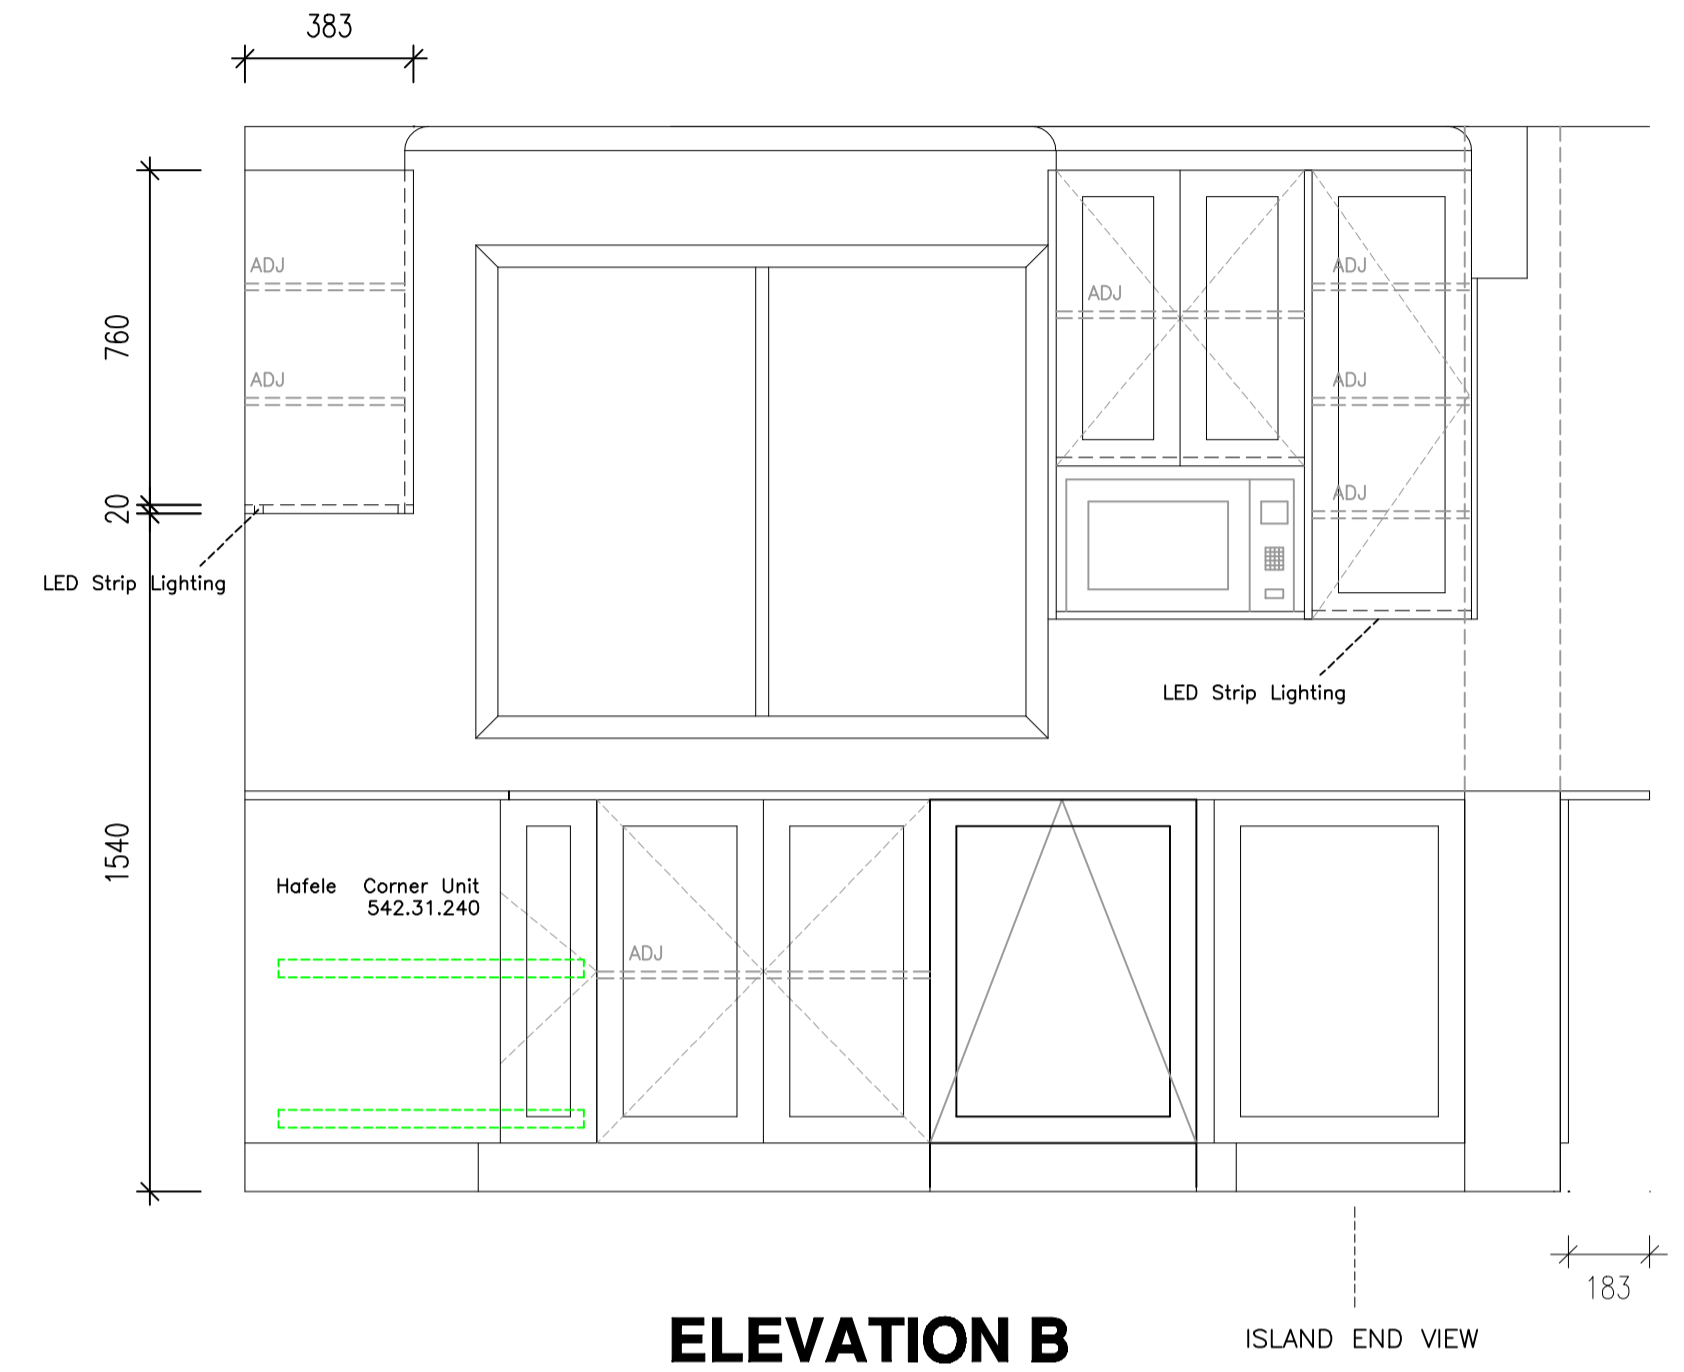 383
ADJ
ADJ
ADJ
760
ADJ
ADJ
ADJ
20
LED Strip Lighting
LED Strip Lighting
1540
Hafele Corner Unit
542.31.240
ADJ
183
ELEVATION B
ISLAND END VIEW